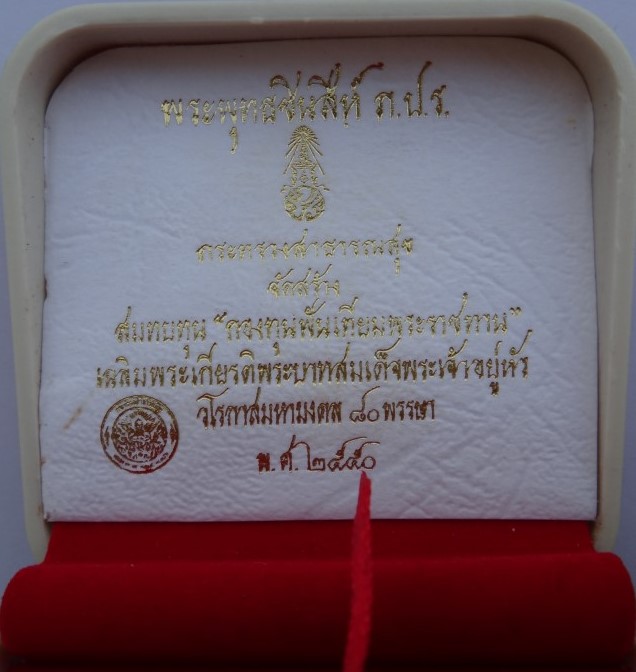 พระพุทธชินสีห์ ภ.ป.ร.
กระทรวงสาธารณสุข
จัดสร้าง
สมทบทุน "กองทุนฟันเทียมพระราชทาน"
เฉลิมพระเกียรติพระบาทสมเด็จพระเจ้าอยู่หัว
วโรกาสมหามงคล ๘๐ พรรษา
พ.ศ. ๒๕๕๐